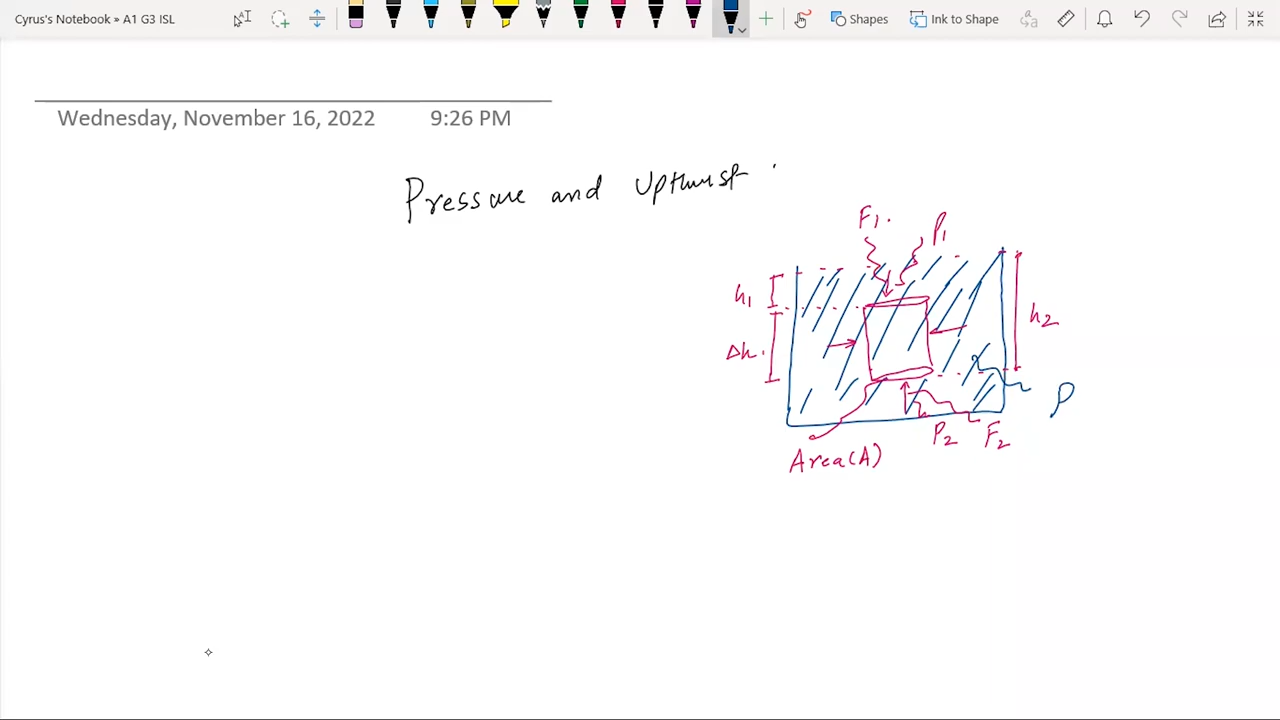 Cyrus's Notebook » A1 G3 ISL
Shapes
Ink to Shape
Wednesday, November 16, 2022 9:26 PM
Pressure and Upthrust
F1. P1
h1
h2
Δh.
ρ
P2 F2
Area(A)